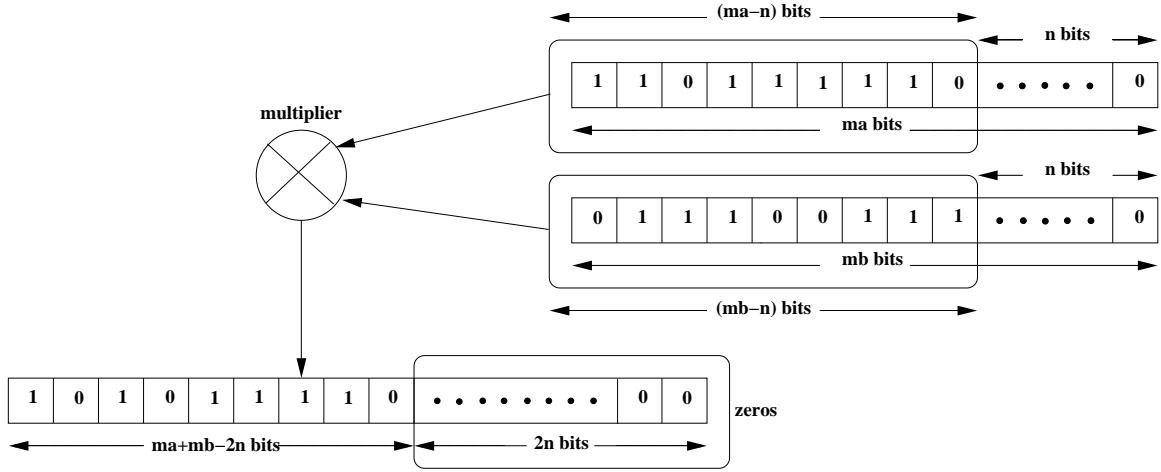 (ma−n) bits
n bits
1 1 0 1 1 1 1 1 0 • • • • • 0
ma bits
multiplier
n bits
0 1 1 1 0 0 1 1 1 • • • • • 0
mb bits
(mb−n) bits
1 0 1 0 1 1 1 1 0 • • • • • • • • 0 0
zeros
ma+mb−2n bits
2n bits